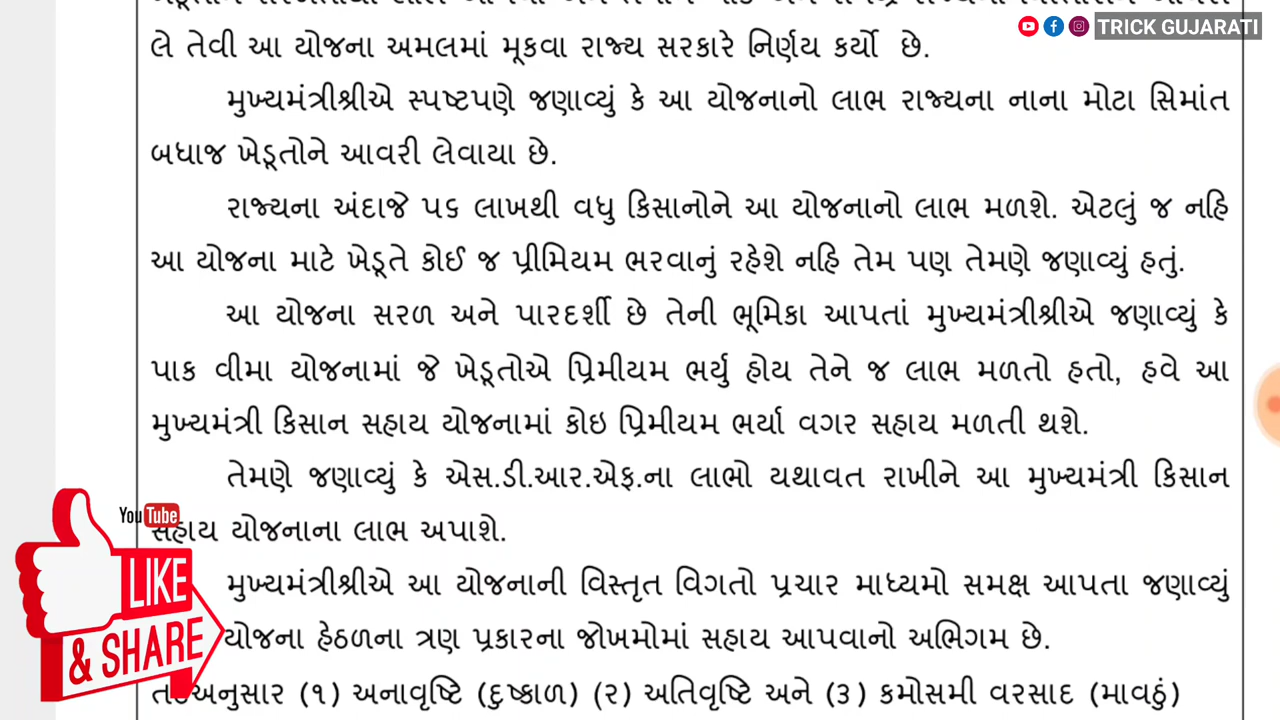 TRICK GUJARATI
લે તેવી આ યોજના અમલમાં મૂકવા રાજ્ય સરકારે નિર્ણય કર્યો છે.
મુખ્યમંત્રીશ્રીએ સ્પષ્ટપણે જણાવ્યું કે આ યોજનાનો લાભ રાજ્યના નાના મોટા સિમાંત
બધાજ ખેડૂતોને આવરી લેવાયા છે.
રાજ્યના અંદાજે ૫૬ લાખથી વધુ કિસાનોને આ યોજનાનો લાભ મળશે. એટલું જ નહિ
આ યોજના માટે ખેડૂતે કોઈ જ પ્રીમિયમ ભરવાનું રહેશે નહિ તેમ પણ તેમણે જણાવ્યું હતું.
આ યોજના સરળ અને પારદર્શી છે તેની ભૂમિકા આપતાં મુખ્યમંત્રીશ્રીએ જણાવ્યું કે
પાક વીમા યોજનામાં જે ખેડૂતોએ પ્રિમીયમ ભર્યુ હોય તેને જ લાભ મળતો હતો, હવે આ
મુખ્યમંત્રી કિસાન સહાય યોજનામાં કોઇ પ્રિમીયમ ભર્યા વગર સહાય મળતી થશે.
તેમણે જણાવ્યું કે એસ.ડી.આર.એફ.ના લાભો યથાવત રાખીને આ મુખ્યમંત્રી કિસાન
સહાય યોજનાના લાભ અપાશે.
મુખ્યમંત્રીશ્રીએ આ યોજનાની વિસ્તૃત વિગતો પ્રચાર માધ્યમો સમક્ષ આપતા જણાવ્યું
યોજના હેઠળના ત્રણ પ્રકારના જોખમોમાં સહાય આપવાનો અભિગમ છે.
અનુસાર (૧) અનાવૃષ્ટિ (દુષ્કાળ) (૨) અતિવૃષ્ટિ અને (૩) કમોસમી વરસાદ (માવઠું)
YouTube
LIKE
& SHARE